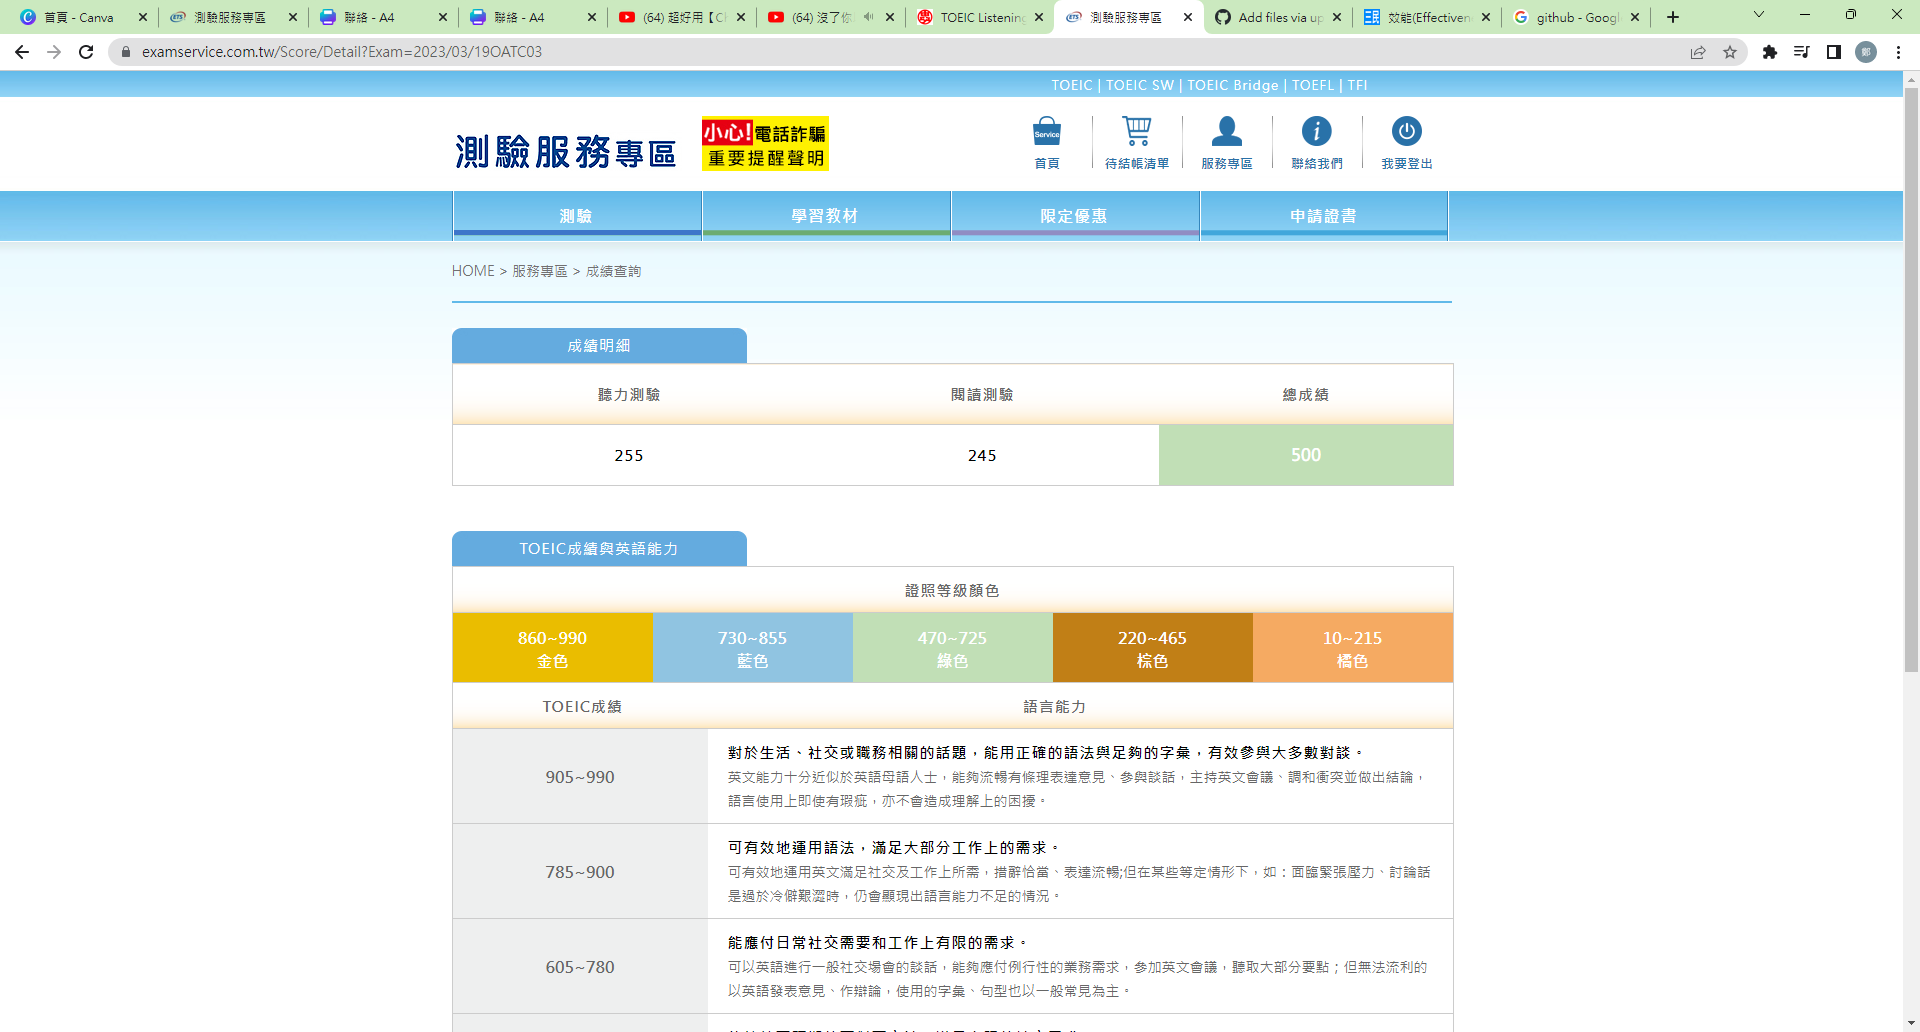 首頁 - Canva
測驗服務專區
聯絡 - A4
聯絡 - A4
(64) 超好用【C
(64) 沒了你
TOEIC Listening
測驗服務專區
Add files via up
效能(Effectiven
github - Googl
examservice.com.tw/Score/Detail?Exam=2023/03/19OATC03
鄭
TOEIC | TOEIC SW | TOEIC Bridge | TOEFL | TFI
測驗服務專區
小心!電話詐騙
重要提醒聲明
Service
首頁
待結帳清單
服務專區
聯絡我們
我要登出
測驗
學習教材
限定優惠
申請證書
HOME > 服務專區 > 成績查詢
成績明細
聽力測驗 閱讀測驗 總成績
255 245 500
TOEIC成績與英語能力
證照等級顏色
860~990 730~855 470~725 220~465 10~215
金色 藍色 綠色 棕色 橘色
TOEIC成績 語言能力
905~990
對於生活、社交或職務相關的話題，能用正確的語法與足夠的字彙，有效參與大多數對談。
英文能力十分近似於英語母語人士，能夠流暢有條理表達意見、參與談話，主持英文會議、調和衝突並做出結論，
語言使用上即使有瑕疵，亦不會造成理解上的困擾。
785~900
可有效地運用語法，滿足大部分工作上的需求。
可有效地運用英文滿足社交及工作上所需，措辭恰當、表達流暢;但在某些等定情形下，如：面臨緊張壓力、討論話
是過於冷僻艱澀時，仍會顯現出語言能力不足的情況。
605~780
能應付日常社交需要和工作上有限的需求。
可以英語進行一般社交場會的談話，能夠應付例行性的業務需求，參加英文會議，聽取大部分要點；但無法流利的
以英語發表意見、作辯論，使用的字彙、句型也以一般常見為主。